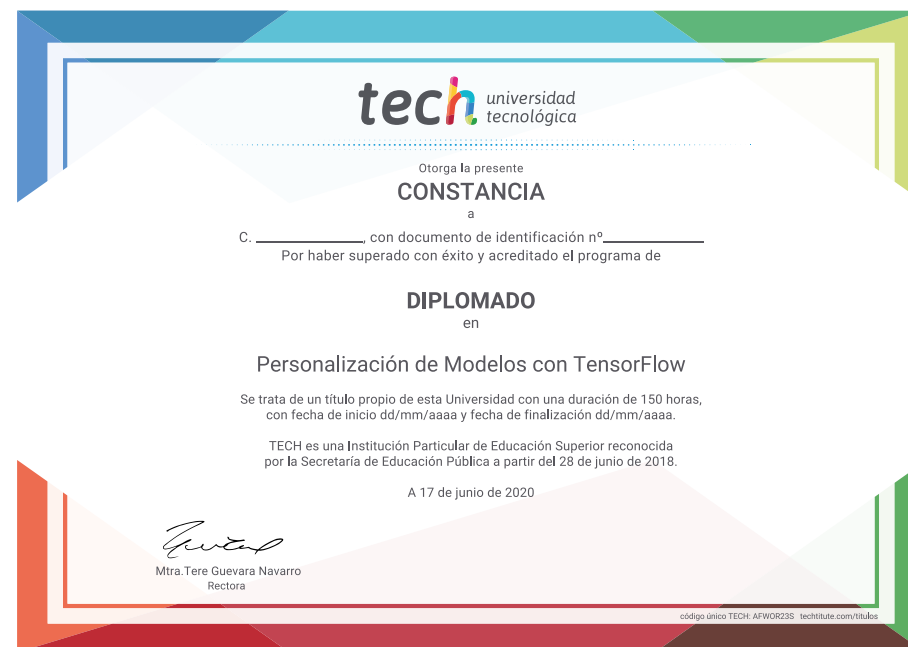 tech universidad
tecnológica
Otorga la presente
CONSTANCIA
a
C. ____________, con documento de identificación nº____________
Por haber superado con éxito y acreditado el programa de
DIPLOMADO
en
Personalización de Modelos con TensorFlow
Se trata de un título propio de esta Universidad con una duración de 150 horas,
con fecha de inicio dd/mm/aaaa y fecha de finalización dd/mm/aaaa.
TECH es una Institución Particular de Educación Superior reconocida
por la Secretaría de Educación Pública a partir del 28 de junio de 2018.
A 17 de junio de 2020
Mtra.Tere Guevara Navarro
Rectora
código único TECH: AFWOR23S techtitute.com/titulos